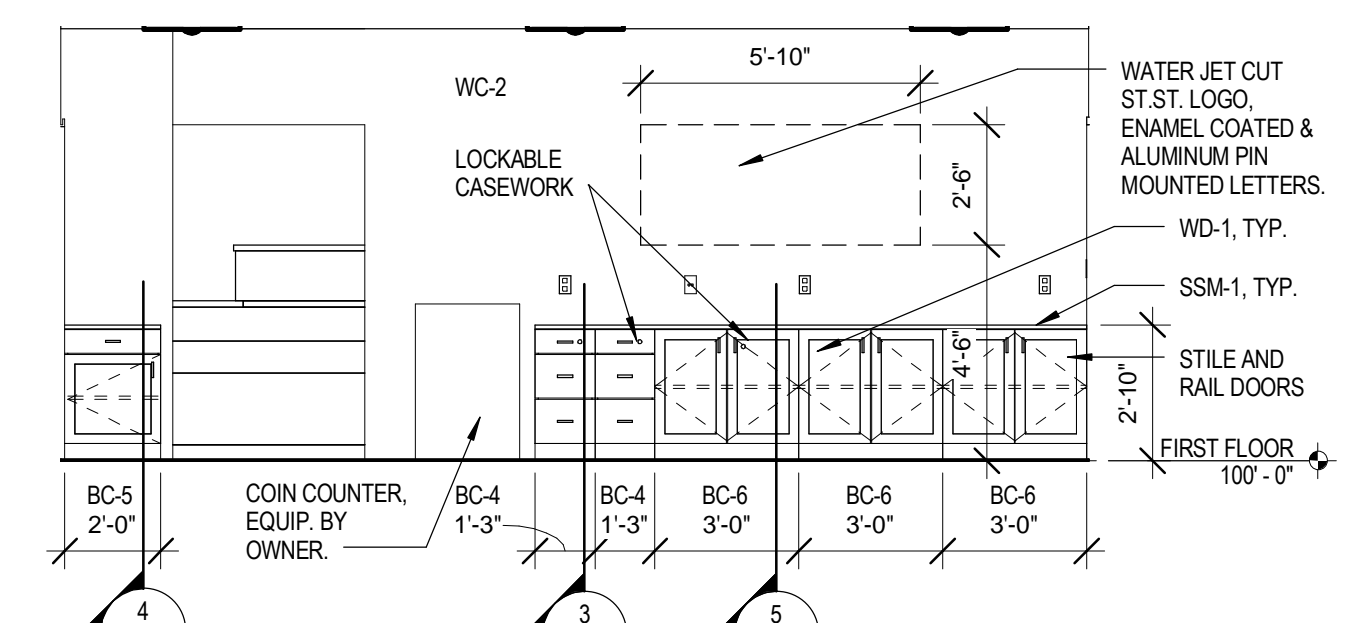 5'-10"
WC-2
WATER JET CUT
ST.ST. LOGO,
ENAMEL COATED &
ALUMINUM PIN
MOUNTED LETTERS.
LOCKABLE
CASEWORK
2'-6"
WD-1, TYP.
SSM-1, TYP.
4'-6"
STILE AND
RAIL DOORS
2'-10"
FIRST FLOOR
100' - 0"
BC-5
2'-0"
COIN COUNTER,
EQUIP. BY
OWNER.
BC-4
1'-3"
BC-4
1'-3"
BC-6
3'-0"
BC-6
3'-0"
BC-6
3'-0"
4
3
5